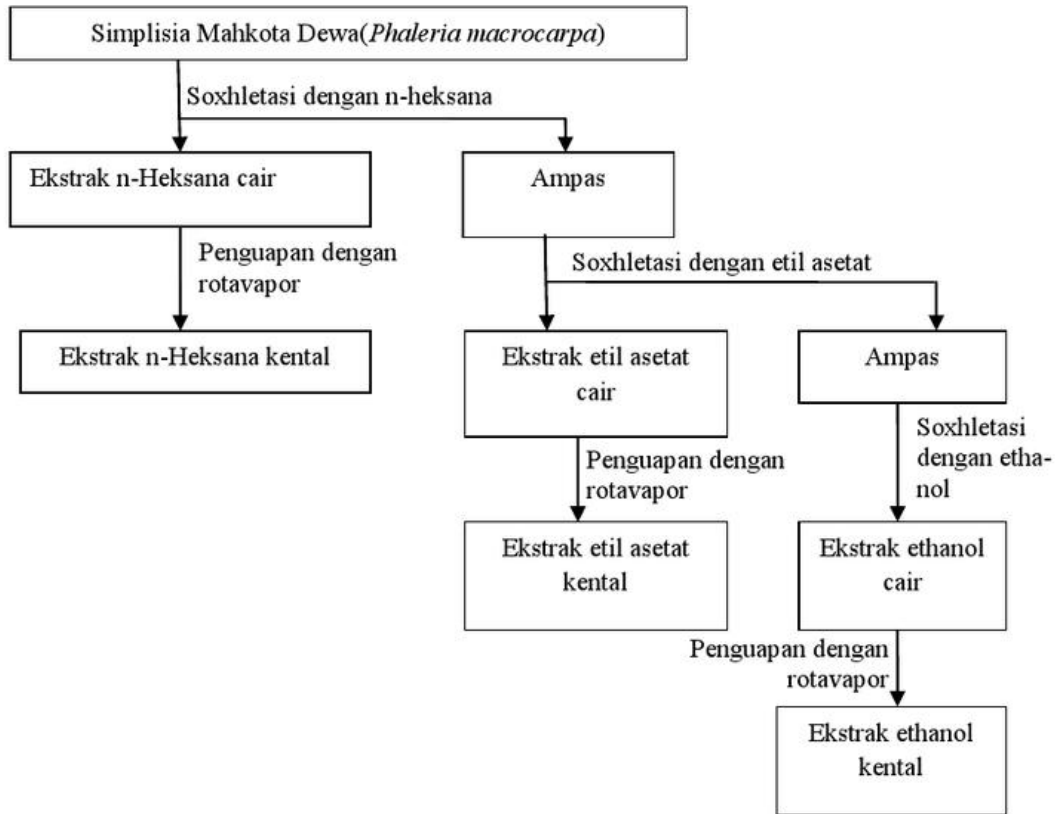 Simplisia Mahkota Dewa(Phaleria macrocarpa)
Soxhletasi dengan n-heksana
Ekstrak n-Heksana cair
Ampas
Penguapan dengan
rotavapor
Soxhletasi dengan etil asetat
Ekstrak n-Heksana kental
Ekstrak etil asetat
cair
Ampas
Penguapan dengan
rotavapor
Soxhletasi
dengan etha-
nol
Ekstrak etil asetat
kental
Ekstrak ethanol
cair
Penguapan dengan
rotavapor
Ekstrak ethanol
kental